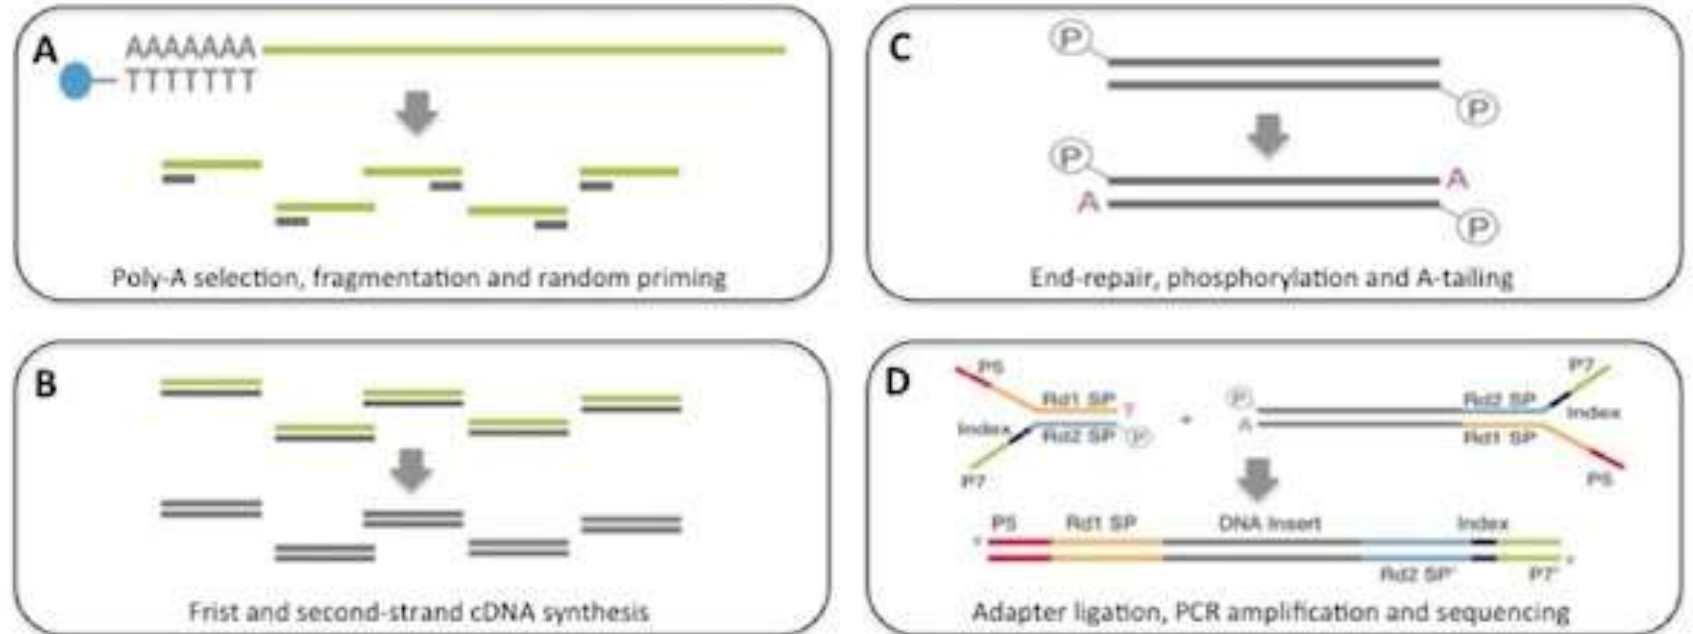 A
AAAAAAA
TTTTTTT
Poly-A selection, fragmentation and random priming
B
Frist and second-strand cDNA synthesis
C
P
P
P
A
A
P
End-repair, phosphorylation and A-tailing
D
P5
Rd1 SP T
Index Rd2 SP P
P7
+
P
A
P7
Rd2 SP Index
Rd1 SP
P5
P5 Rd1 SP DNA Insert Index
Rd2 SP' P7'
Adapter ligation, PCR amplification and sequencing